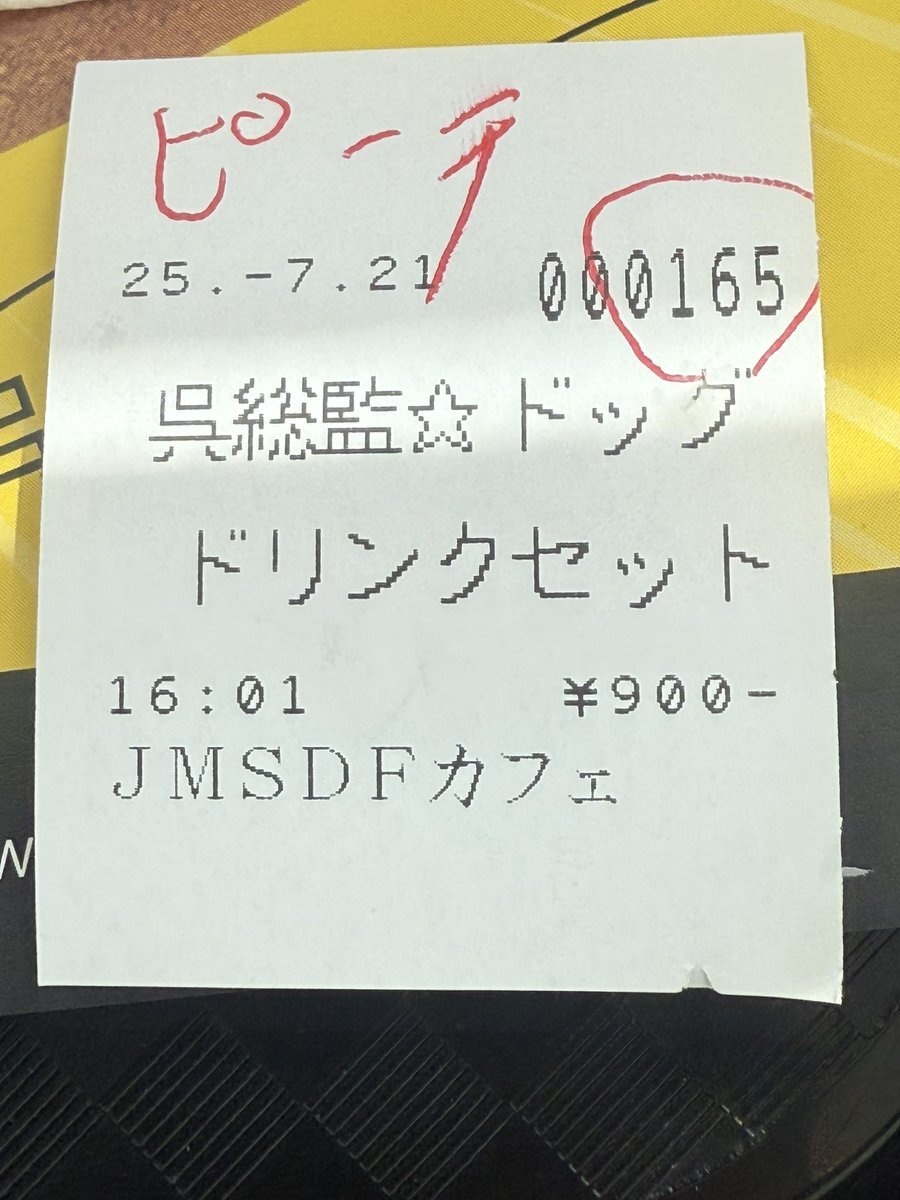 ピーチ
25.-7.21 000165
呉総監☆ドッグ
ドリンクセット
16:01 ¥900-
JMSDFカフェ